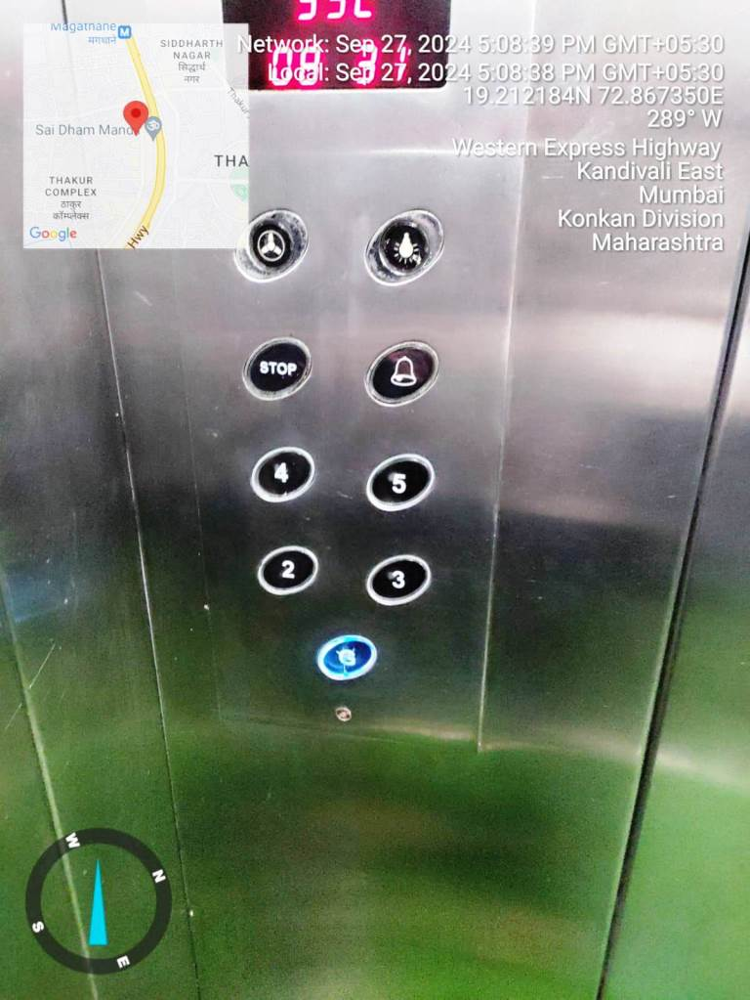 Magathane M
मागथाने
SIDDHARTH
NAGAR
सिद्धार्थ
नगर
Sai Dham Mand
THA
THAKUR
COMPLEX
ठाकुर
कॉम्प्लेक्स
Google
Hwy
Network: Sep 27, 2024 5:08:39 PM GMT+05:30
Local: Sep 27, 2024 5:08:38 PM GMT+05:30
19.212184N 72.867350E
289° W
Western Express Highway
Kandivali East
Mumbai
Konkan Division
Maharashtra
STOP
4 5
2 3
W
N
S
E